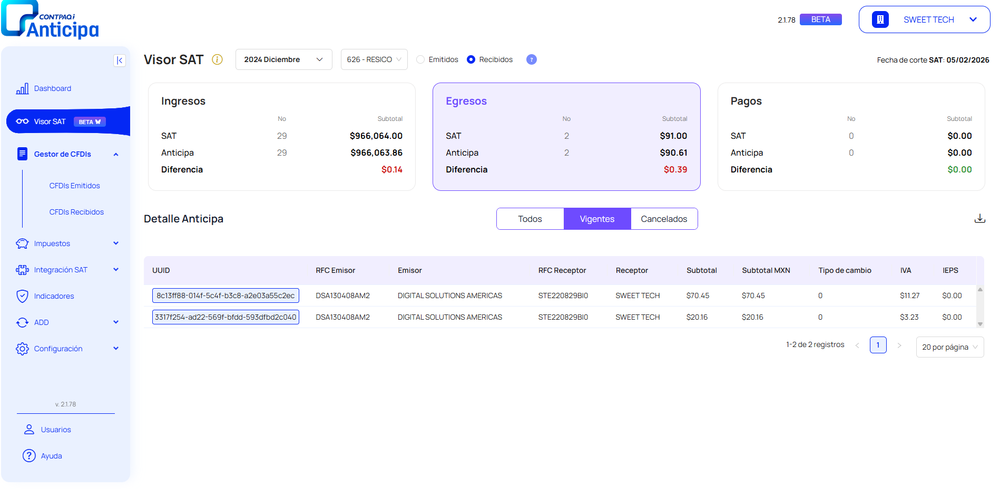 CONTPAQi
Anticipa
2.1.78 BETA SWEET TECH
Dashboard
Visor SAT BETA
Gestor de CFDIs
CFDIs Emitidos
CFDIs Recibidos
Impuestos
Integración SAT
Indicadores
ADD
Configuración
v. 2.1.78
Usuarios
Ayuda
Visor SAT 2024 Diciembre 626 - RESICO Emitidos Recibidos ? Fecha de corte SAT: 05/02/2026
Ingresos
No Subtotal
SAT 29 $966,064.00
Anticipa 29 $966,063.86
Diferencia $0.14
Egresos
No Subtotal
SAT 2 $91.00
Anticipa 2 $90.61
Diferencia $0.39
Pagos
No Subtotal
SAT 0 $0.00
Anticipa 0 $0.00
Diferencia $0.00
Detalle Anticipa Todos Vigentes Cancelados
UUID RFC Emisor Emisor RFC Receptor Receptor Subtotal Subtotal MXN Tipo de cambio IVA IEPS
8c13ff88-014f-5c4f-b3c8-a2e03a55c2ec DSA130408AM2 DIGITAL SOLUTIONS AMERICAS STE220829BI0 SWEET TECH $70.45 $70.45 0 $11.27 $0.00
3317f254-ad22-569f-bfdd-593dfbd2c040 DSA130408AM2 DIGITAL SOLUTIONS AMERICAS STE220829BI0 SWEET TECH $20.16 $20.16 0 $3.23 $0.00
1-2 de 2 registros < 1 > 20 por página